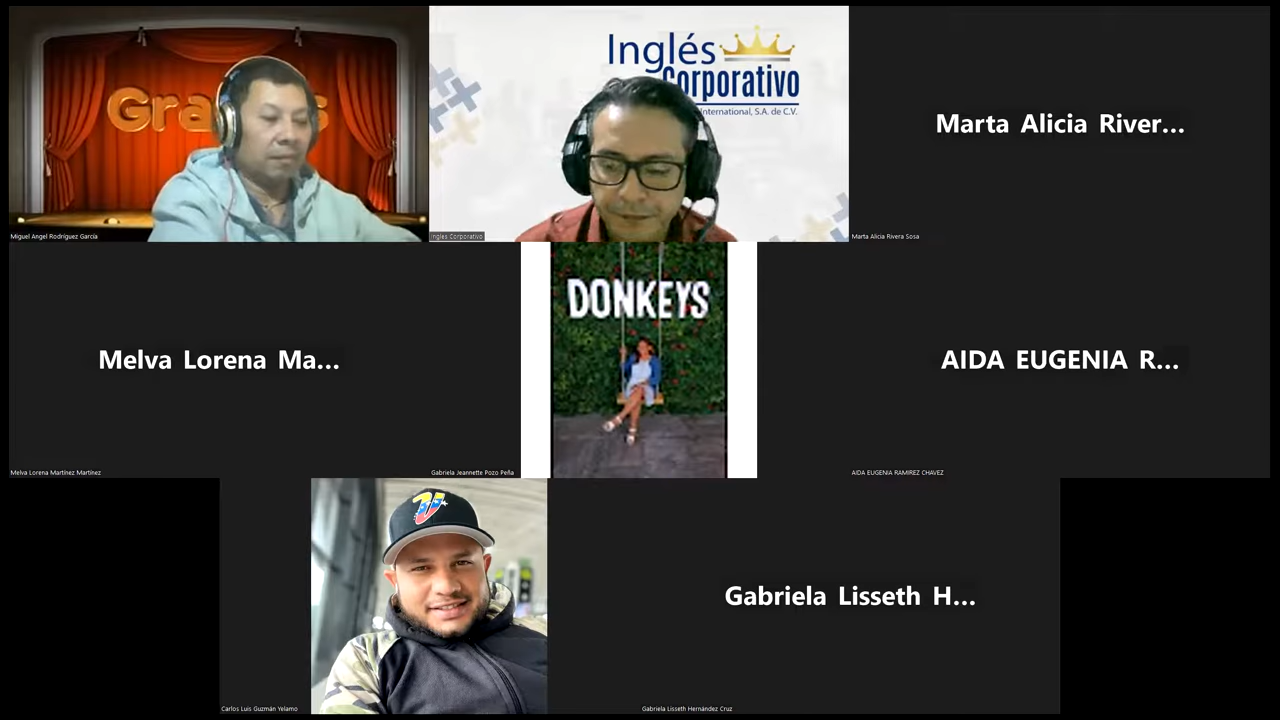 Gra s
Miguel Angel Rodríguez García
Inglés
Corporativo
International, S.A. de C.V.
Inglés Corporativo
Marta Alicia River...
Marta Alicia Rivera Sosa
Melva Lorena Ma...
Melva Lorena Martínez Martínez
DONKEYS
Gabriela Jeannette Pozo Peña
AIDA EUGENIA R...
AIDA EUGENIA RAMIREZ CHAVEZ
Carlos Luis Guzmán Yelamo
Gabriela Lisseth H...
Gabriela Lisseth Hernández Cruz